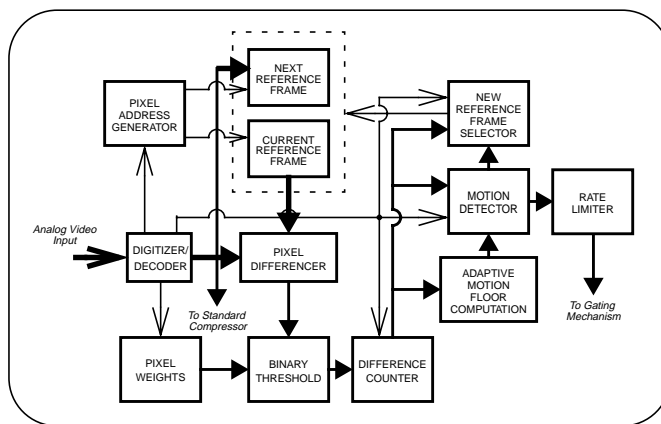 NEXT
REFERENCE
FRAME
PIXEL
ADDRESS
GENERATOR
NEW
REFERENCE
FRAME
SELECTOR
CURRENT
REFERENCE
FRAME
MOTION
DETECTOR
RATE
LIMITER
Analog Video
Input
DIGITIZER/
DECODER
PIXEL
DIFFERENCER
ADAPTIVE
MOTION
FLOOR
COMPUTATION
To Standard
Compressor
To Gating
Mechanism
PIXEL
WEIGHTS
BINARY
THRESHOLD
DIFFERENCE
COUNTER